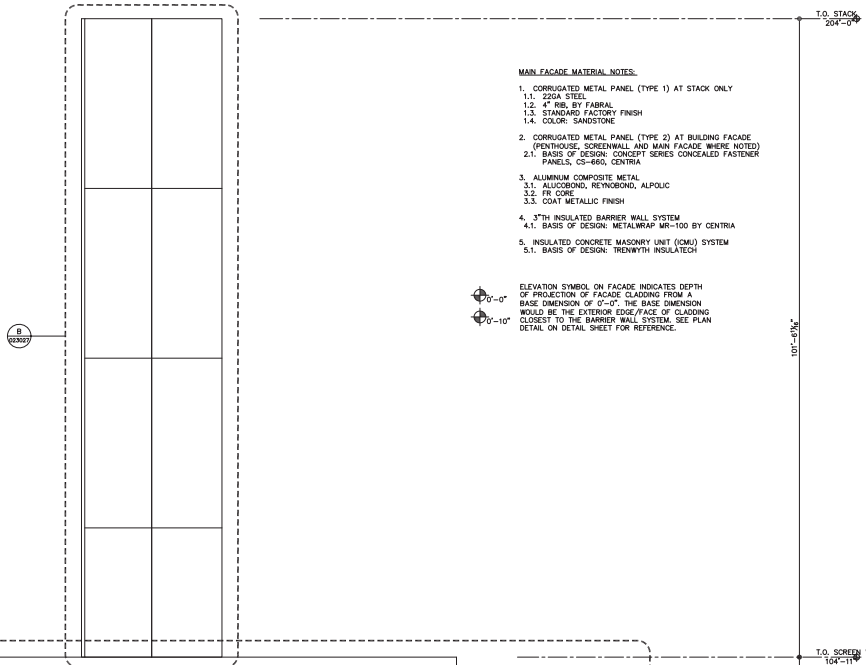 T.O. STACK
204'-0"
MAIN FACADE MATERIAL NOTES:
1. CORRUGATED METAL PANEL (TYPE 1) AT STACK ONLY
1.1. 22GA STEEL
1.2. 4" RIB, BY FABRAL
1.3. STANDARD FACTORY FINISH
1.4. COLOR: SANDSTONE
2. CORRUGATED METAL PANEL (TYPE 2) AT BUILDING FACADE
(PENTHOUSE, SCREENWALL AND MAIN FACADE WHERE NOTED)
2.1. BASIS OF DESIGN: CONCEPT SERIES CONCEALED FASTENER
PANELS, CS-660, CENTRIA
3. ALUMINUM COMPOSITE METAL
3.1. ALUCOBOND, REYNOBOND, ALPOLIC
3.2. FR CORE
3.3. COAT METALLIC FINISH
4. 3"TH INSULATED BARRIER WALL SYSTEM
4.1. BASIS OF DESIGN: METALWRAP MR-100 BY CENTRIA
5. INSULATED CONCRETE MASONRY UNIT (ICMU) SYSTEM
5.1. BASIS OF DESIGN: TRENWYTH INSULATECH
0'-0"
0'-10"
ELEVATION SYMBOL ON FACADE INDICATES DEPTH
OF PROJECTION OF FACADE CLADDING FROM A
BASE DIMENSION OF 0'-0". THE BASE DIMENSION
WOULD BE THE EXTERIOR EDGE/FACE OF CLADDING
CLOSEST TO THE BARRIER WALL SYSTEM. SEE PLAN
DETAIL ON DETAIL SHEET FOR REFERENCE.
B
023027
T.O. SCREEN
104'-11"